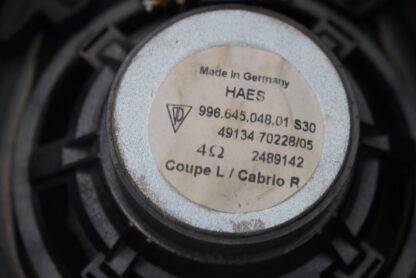 Made in Germany
HAES
996.645.048.01 S30
49134 70228/05
4Ω 2489142
Coupe L / Cabrio R